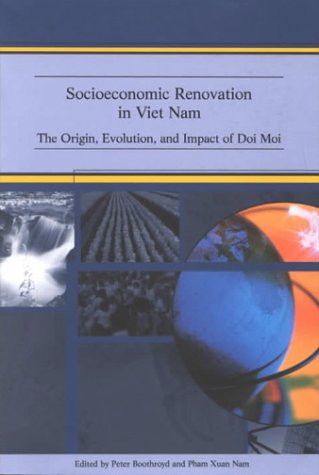 Socioeconomic Renovation
in Viet Nam
The Origin, Evolution, and Impact of Doi Moi
Edited by Peter Boothroyd and Pham Xuan Nam